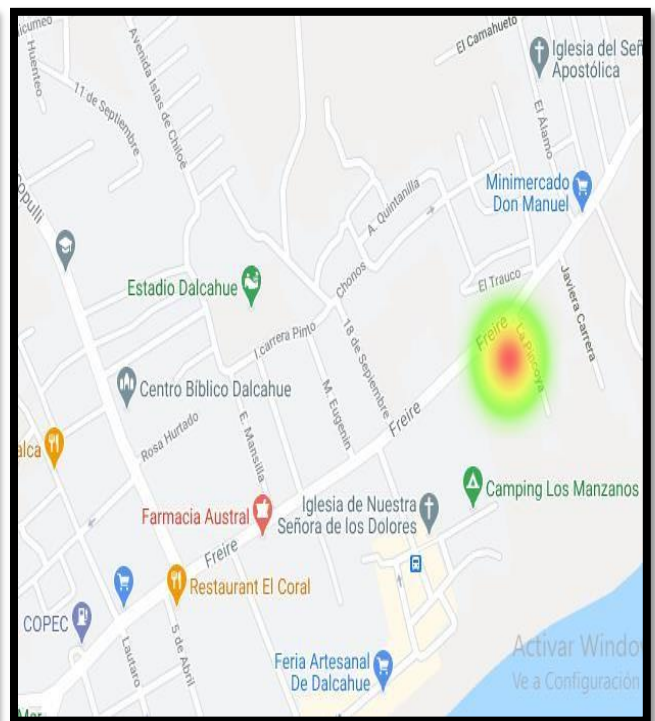 El Camahueto
Iglesia del Señ
Apostólica
Huenteo
11 de Septiembre
Avenida Islas de Chiloé
El Álamo
Minimercado
Don Manuel
A. Quintanilla
Estadio Dalcahue
Chonos
El Trauco
Javiera Carrera
I.carrera Pinto
18 de Septiembre
Freire
La Pincoya
Centro Bíblico Dalcahue
M. Eugenin
Freire
Rosa Hurtado
E. Mansilla
alca
Camping Los Manzanos
Farmacia Austral
Iglesia de Nuestra
Señora de los Dolores
Freire
Restaurant El Coral
COPEC
Lautaro
5 de Abril
Feria Artesanal
De Dalcahue
Activar Windo
Ve a Configuración